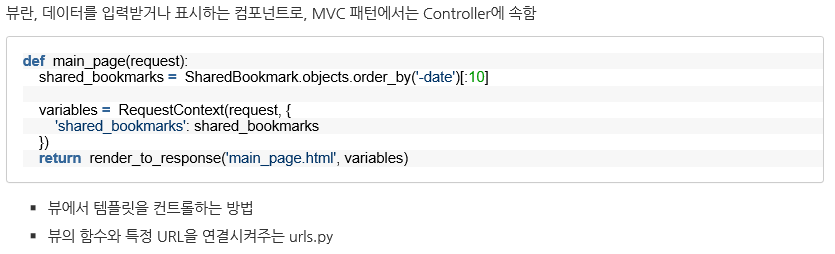 뷰란, 데이터를 입력받거나 표시하는 컴포넌트로, MVC 패턴에서는 Controller에 속함
def main_page(request):
    shared_bookmarks = SharedBookmark.objects.order_by('-date')[:10]
    variables = RequestContext(request, {
        'shared_bookmarks': shared_bookmarks
    })
    return render_to_response('main_page.html', variables)
▪ 뷰에서 템플릿을 컨트롤하는 방법
▪ 뷰의 함수와 특정 URL을 연결시켜주는 urls.py